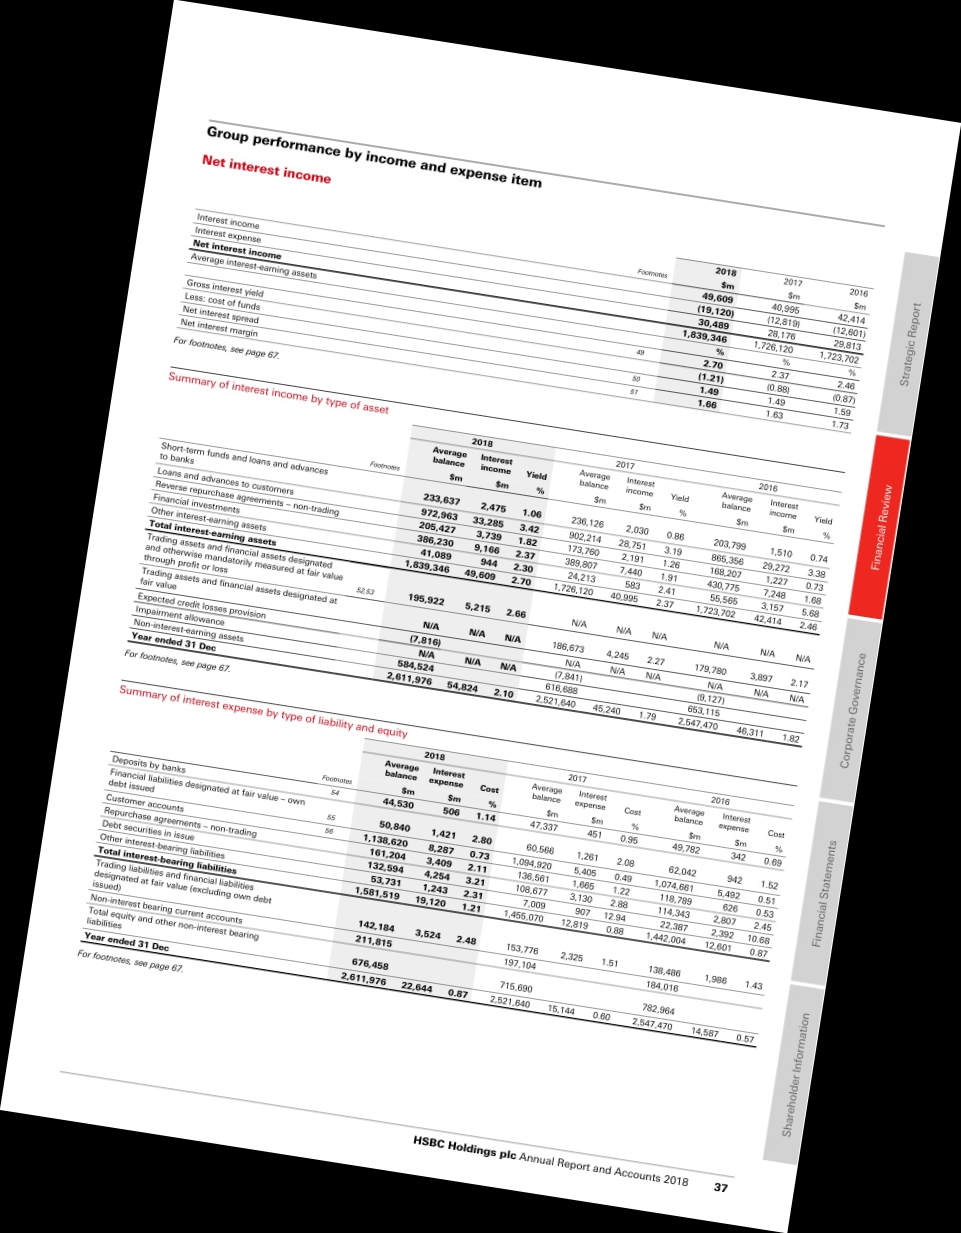 Group performance by income and expense item
Net interest income
2018 2017 2016
Footnotes $m $m $m
Interest income 49,609 40,995 42,414
Interest expense (19,120) (12,819) (12,601)
Net interest income 30,489 28,176 29,813
Average interest-earning assets 1,839,346 1,726,120 1,723,702
% % %
Gross interest yield 49 2.70 2.37 2.46
Less: cost of funds (1.21) (0.88) (0.87)
Net interest spread 50 1.49 1.49 1.59
Net interest margin 51 1.66 1.63 1.73
For footnotes, see page 67.
Summary of interest income by type of asset
2018 2017 2016
Average balance Interest income Yield Average balance Interest income Yield Average balance Interest income Yield
Footnotes $m $m % $m $m % $m $m %
Short-term funds and loans and advances
to banks 233,637 2,475 1.06 236,126 2,030 0.86 203,799 1,510 0.74
Loans and advances to customers 972,963 33,285 3.42 902,214 28,751 3.19 865,356 29,272 3.38
Reverse repurchase agreements – non-trading 205,427 3,739 1.82 173,760 2,191 1.26 168,207 1,227 0.73
Financial investments 386,230 9,166 2.37 389,807 7,440 1.91 430,775 7,248 1.68
Other interest-earning assets 41,089 944 2.30 24,213 583 2.41 55,565 3,157 5.68
Total interest-earning assets 1,839,346 49,609 2.70 1,726,120 40,995 2.37 1,723,702 42,414 2.46
Trading assets and financial assets designated
and otherwise mandatorily measured at fair value
through profit or loss 52,53 195,922 5,215 2.66 N/A N/A N/A N/A N/A N/A
Trading assets and financial assets designated at
fair value N/A N/A N/A 186,673 4,245 2.27 179,780 3,897 2.17
Expected credit losses provision (7,816) N/A N/A N/A N/A N/A N/A
Impairment allowance N/A N/A N/A (7,841) (9,127)
Non-interest-earning assets 584,524 616,688 653,115
Year ended 31 Dec 2,611,976 54,824 2.10 2,521,640 45,240 1.79 2,547,470 46,311 1.82
For footnotes, see page 67.
Summary of interest expense by type of liability and equity
2018 2017 2016
Average balance Interest expense Cost Average balance Interest expense Cost Average balance Interest expense Cost
Footnotes $m $m % $m $m % $m $m %
Deposits by banks 54 44,530 506 1.14 47,337 451 0.95 49,782 342 0.69
Financial liabilities designated at fair value – own
debt issued 55 50,840 1,421 2.80 60,566 1,261 2.08 62,042 942 1.52
Customer accounts 56 1,138,620 8,287 0.73 1,094,920 5,405 0.49 1,074,661 5,492 0.51
Repurchase agreements – non-trading 161,204 3,409 2.11 136,561 1,665 1.22 118,789 626 0.53
Debt securities in issue 132,594 4,254 3.21 108,677 3,130 2.88 114,343 2,807 2.45
Other interest-bearing liabilities 53,731 1,243 2.31 7,009 907 12.94 22,387 2,392 10.68
Total interest-bearing liabilities 1,581,519 19,120 1.21 1,455,070 12,819 0.88 1,442,004 12,601 0.87
Trading liabilities and financial liabilities
designated at fair value (excluding own debt
issued) 142,184 3,524 2.48 153,776 2,325 1.51 138,486 1,986 1.43
Non-interest bearing current accounts 211,815 197,104 184,016
Total equity and other non-interest bearing
liabilities 676,458 715,690 782,964
Year ended 31 Dec 2,611,976 22,644 0.87 2,521,640 15,144 0.60 2,547,470 14,587 0.57
For footnotes, see page 67.
Strategic Report
Financial Review
Corporate Governance
Financial Statements
Shareholder Information
HSBC Holdings plc Annual Report and Accounts 2018 37